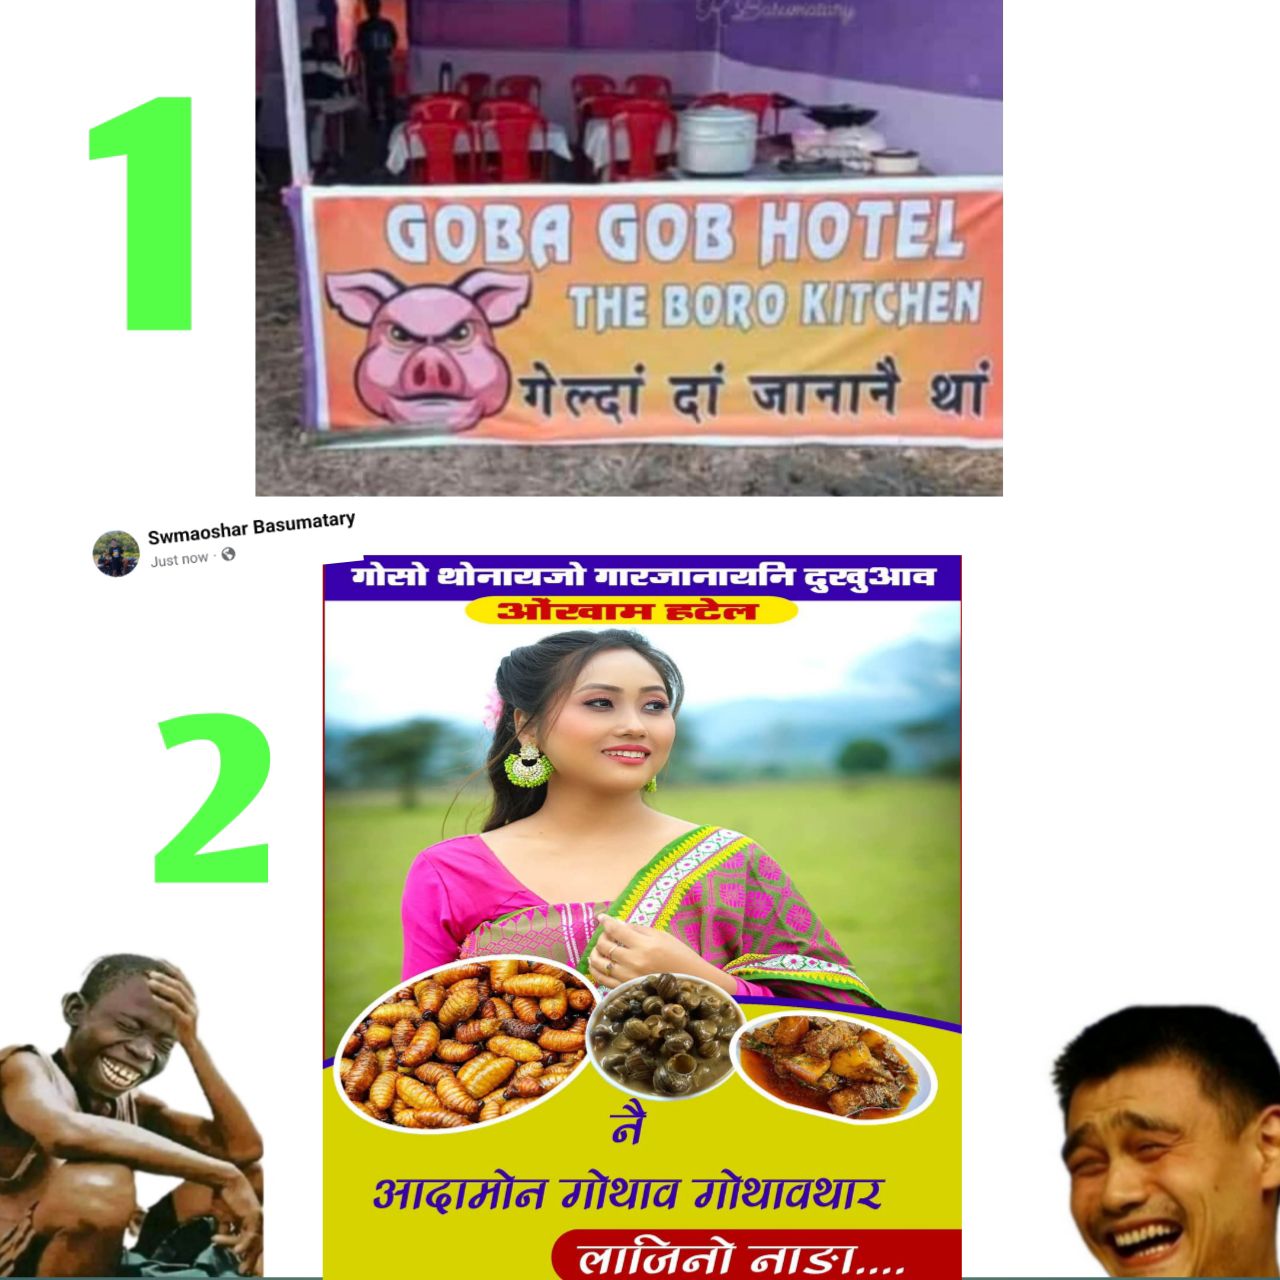 1
K Basumatary
GOBA GOB HOTEL
THE BORO KITCHEN
गेल्दां दां जानानै थां
Swmaoshar Basumatary
Just now ·
2
गोसो थोनायजो गारजानायनि दुखुआव
ओंखाम हटेल
नै
आदामोन गोथाव गोथावथार
लाजिनो नाङा....